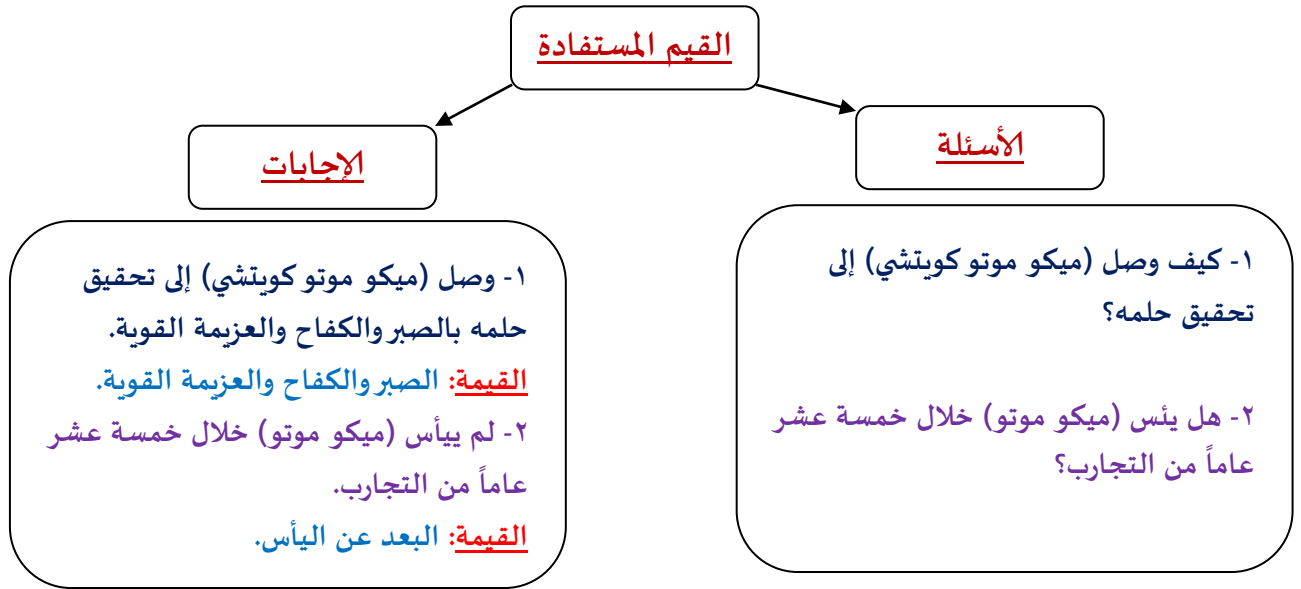 القيم المستفادة
الأسئلة
١- كيف وصل (ميكو موتو كويتشي) إلى
تحقيق حلمه؟
٢- هل يئس (ميكو موتو) خلال خمسة عشر
عاماً من التجارب؟
الإجابات
١- وصل (ميكو موتو كويتشي) إلى تحقيق
حلمه بالصبر والكفاح والعزيمة القوية.
القيمة: الصبر والكفاح والعزيمة القوية.
٢- لم ييأس (ميكو موتو) خلال خمسة عشر
عاماً من التجارب.
القيمة: البعد عن اليأس.